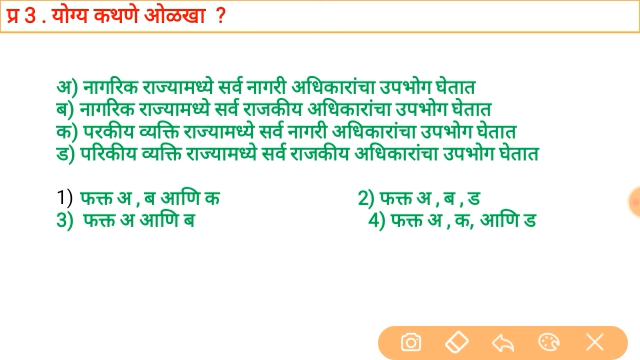 प्र 3 . योग्य कथणे ओळखा ?
अ) नागरिक राज्यामध्ये सर्व नागरी अधिकारांचा उपभोग घेतात
ब) नागरिक राज्यामध्ये सर्व राजकीय अधिकारांचा उपभोग घेतात
क) परकीय व्यक्ति राज्यामध्ये सर्व नागरी अधिकारांचा उपभोग घेतात
ड) परिकीय व्यक्ति राज्यामध्ये सर्व राजकीय अधिकारांचा उपभोग घेतात
1) फक्त अ , ब आणि क 2) फक्त अ , ब , ड
3) फक्त अ आणि ब 4) फक्त अ , क, आणि ड